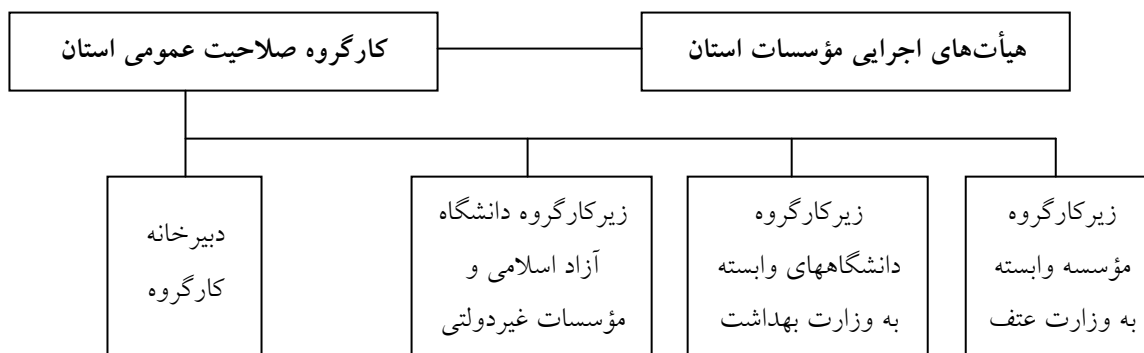 هیأت‌های اجرایی مؤسسات استان
کارگروه صلاحیت عمومی استان
زیرکارگروه
مؤسسه وابسته
به وزارت عتف
زیرکارگروه
دانشگاههای وابسته
به وزارت بهداشت
زیرکارگروه دانشگاه
آزاد اسلامی و
مؤسسات غیردولتی
دبیرخانه
کارگروه